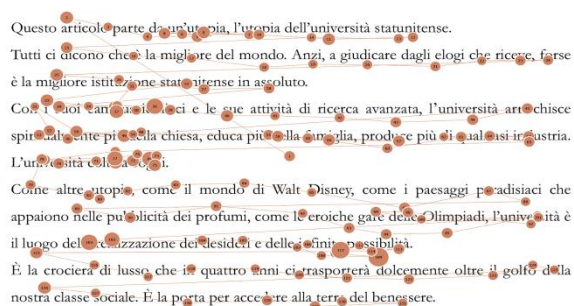 Questo articolo parte da un'utopia, l'utopia dell'università statunitense.
Tutti ci dicono che è la migliore del mondo. Anzi, a giudicare dagli elogi che riceve, forse
è la migliore istituzione statunitense in assoluto.
Con i suoi campus unici e le sue attività di ricerca avanzata, l'università arricchisce
spiritualmente più della chiesa, educa più della famiglia, produce più di qualsiasi industria.
L'università colma i sogni.
Come altre utopie, come il mondo di Walt Disney, come i paesaggi paradisiaci che
appaiono nelle pubblicità dei profumi, come le eroiche gare delle Olimpiadi, l'università è
il luogo della realizzazione dei desideri e delle infinite possibilità.
È la crociera di lusso che in quattro anni ci trasporterà dolcemente oltre il golfo della
nostra classe sociale. È la porta per accedere alla terra del benessere.